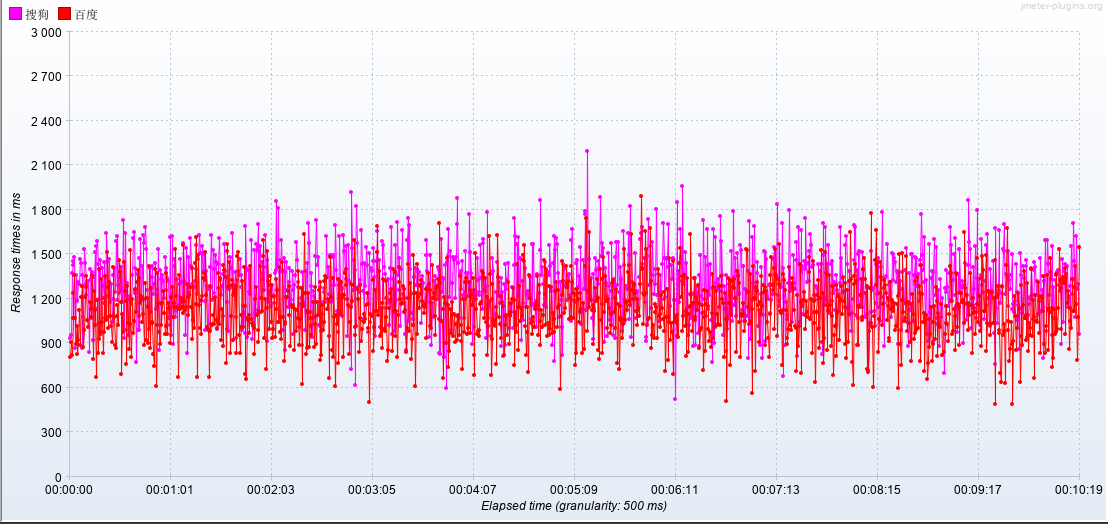 jmeter-plugins.org
搜狗 百度
3 000
2 700
2 400
2 100
1 800
1 500
1 200
900
600
300
0
Response times in ms
00:00:00 00:01:01 00:02:03 00:03:05 00:04:07 00:05:09 00:06:11 00:07:13 00:08:15 00:09:17 00:10:19
Elapsed time (granularity: 500 ms)